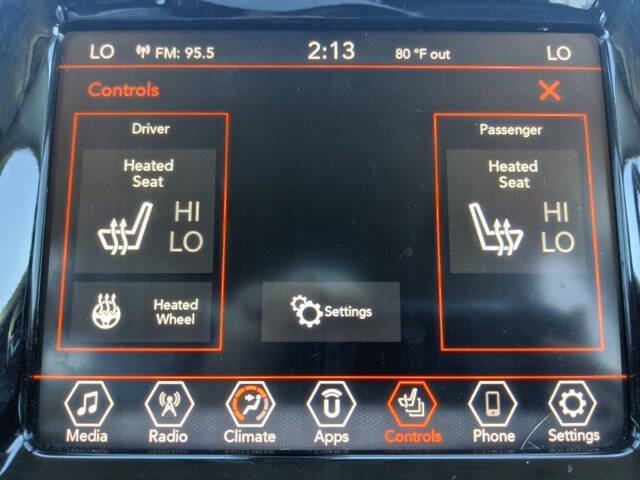 LO FM: 95.5 2:13 80 °F out LO
Controls
Driver Passenger
Heated
Seat
HI
LO
Heated
Seat
HI
LO
Heated
Wheel
Settings
Media Radio Climate Apps Controls Phone Settings